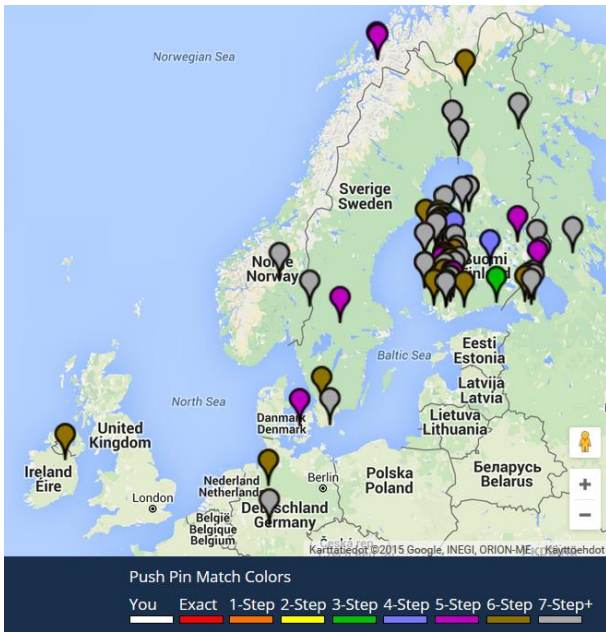 Norwegian Sea
Sverige
Sweden
Norway
Suomi
Finland
Eesti
Estonia
Baltic Sea
Latvija
Latvia
North Sea
Danmark
Denmark
Lietuva
Lithuania
United
Kingdom
Ireland
Éire
London
Nederland
Netherlands
Berlin
Polska
Poland
Беларусь
Belarus
België
Belgique
Belgium
Deutschland
Germany
Česká rep.
Karttatiedot ©2015 Google, INEGI, ORION-ME
Käyttöehdot
Push Pin Match Colors
You Exact 1-Step 2-Step 3-Step 4-Step 5-Step 6-Step 7-Step+